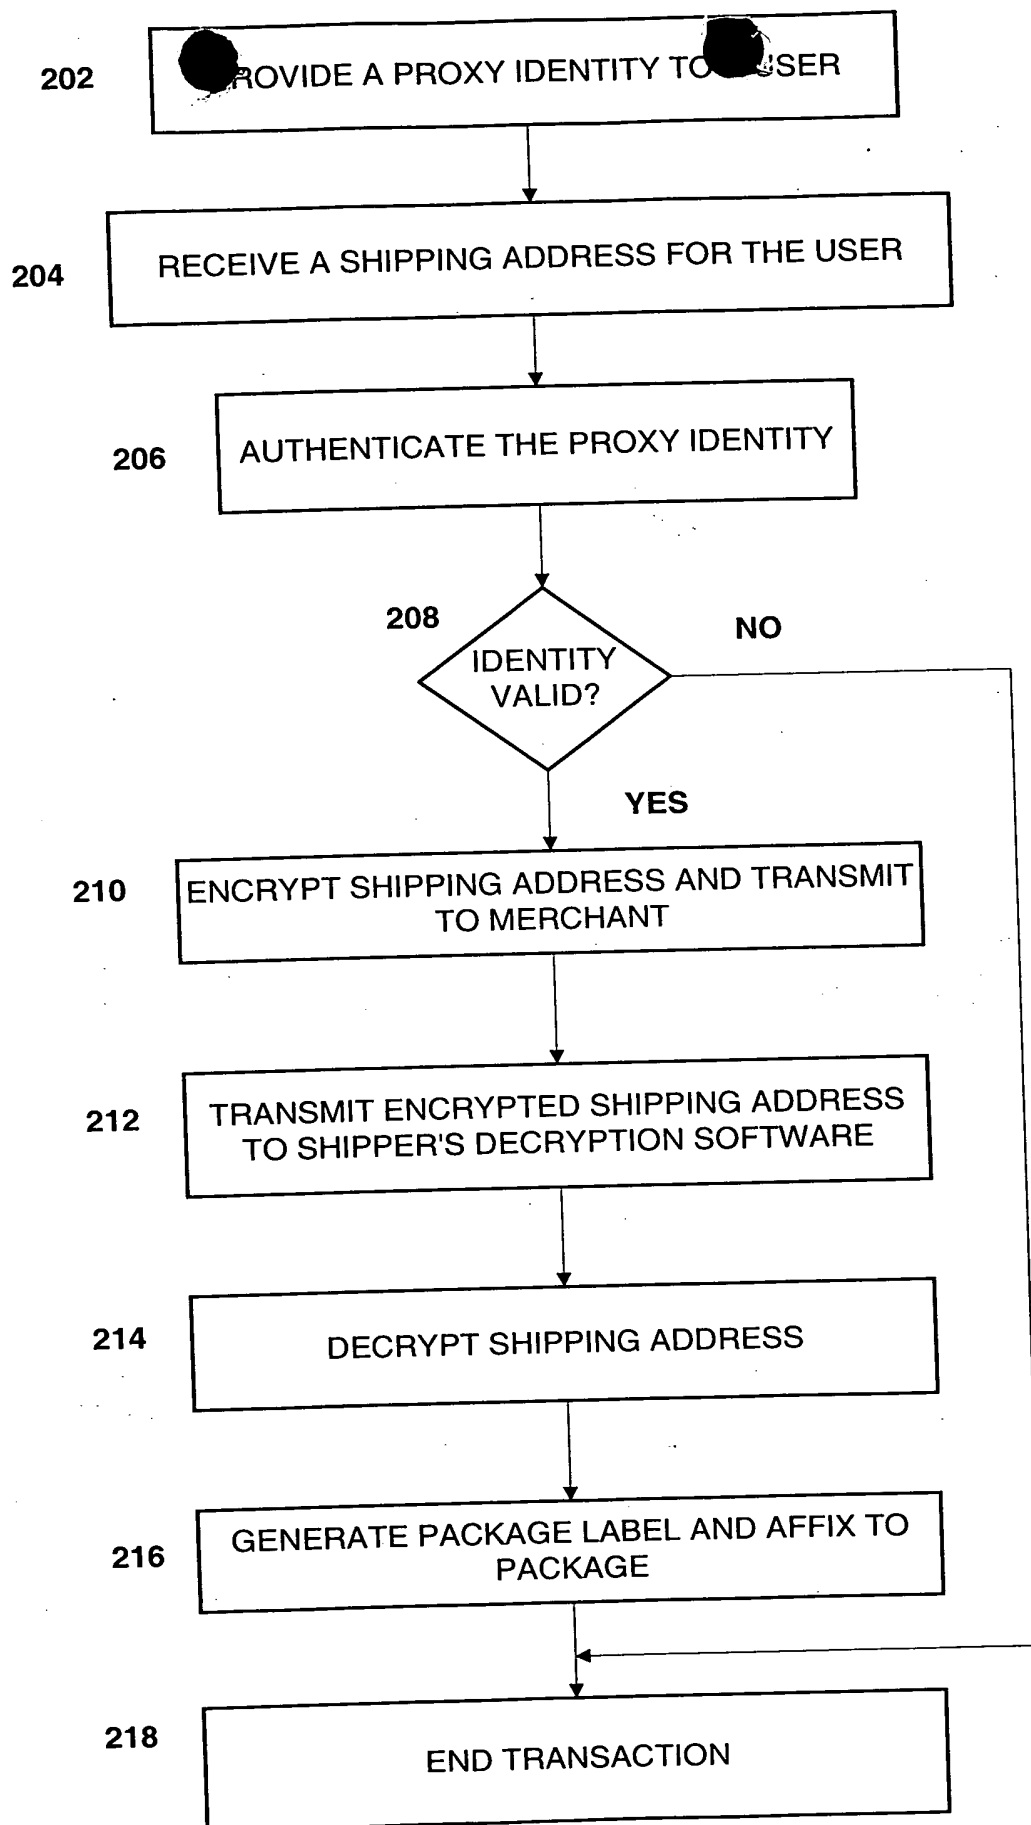 202
PROVIDE A PROXY IDENTITY TO USER
204
RECEIVE A SHIPPING ADDRESS FOR THE USER
206
AUTHENTICATE THE PROXY IDENTITY
208
IDENTITY
VALID?
NO
YES
210
ENCRYPT SHIPPING ADDRESS AND TRANSMIT
TO MERCHANT
212
TRANSMIT ENCRYPTED SHIPPING ADDRESS
TO SHIPPER'S DECRYPTION SOFTWARE
214
DECRYPT SHIPPING ADDRESS
216
GENERATE PACKAGE LABEL AND AFFIX TO
PACKAGE
218
END TRANSACTION